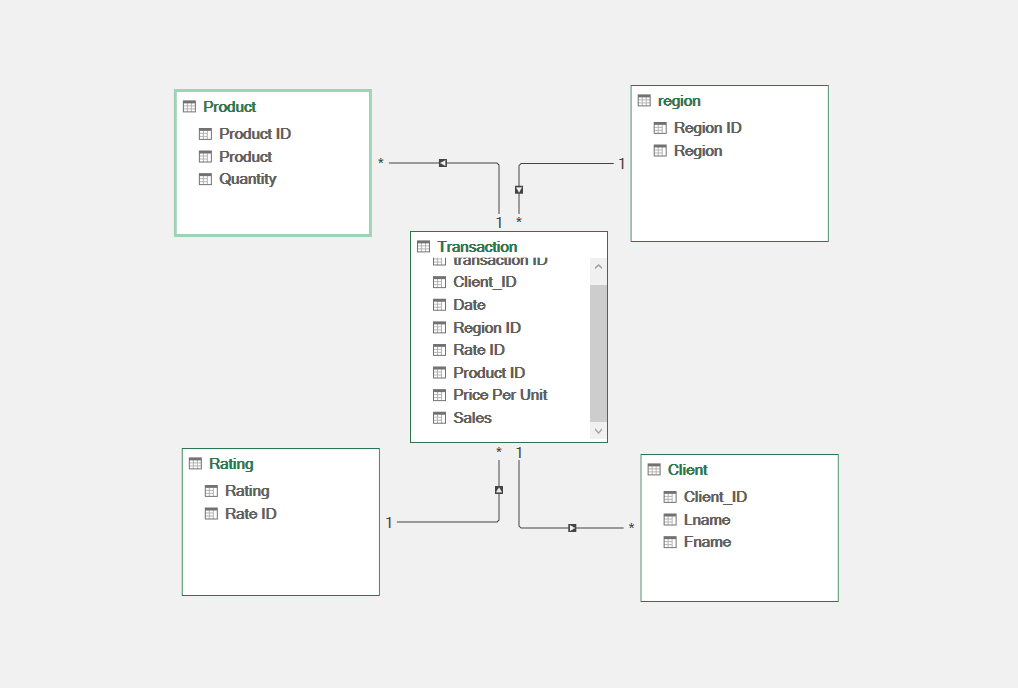 Product
Product ID
Product
Quantity
region
Region ID
Region
* 1
1 *
Transaction
transaction ID
Client_ID
Date
Region ID
Rate ID
Product ID
Price Per Unit
Sales
* 1
Rating
Rating
Rate ID
1
Client
Client_ID
Lname
Fname
*